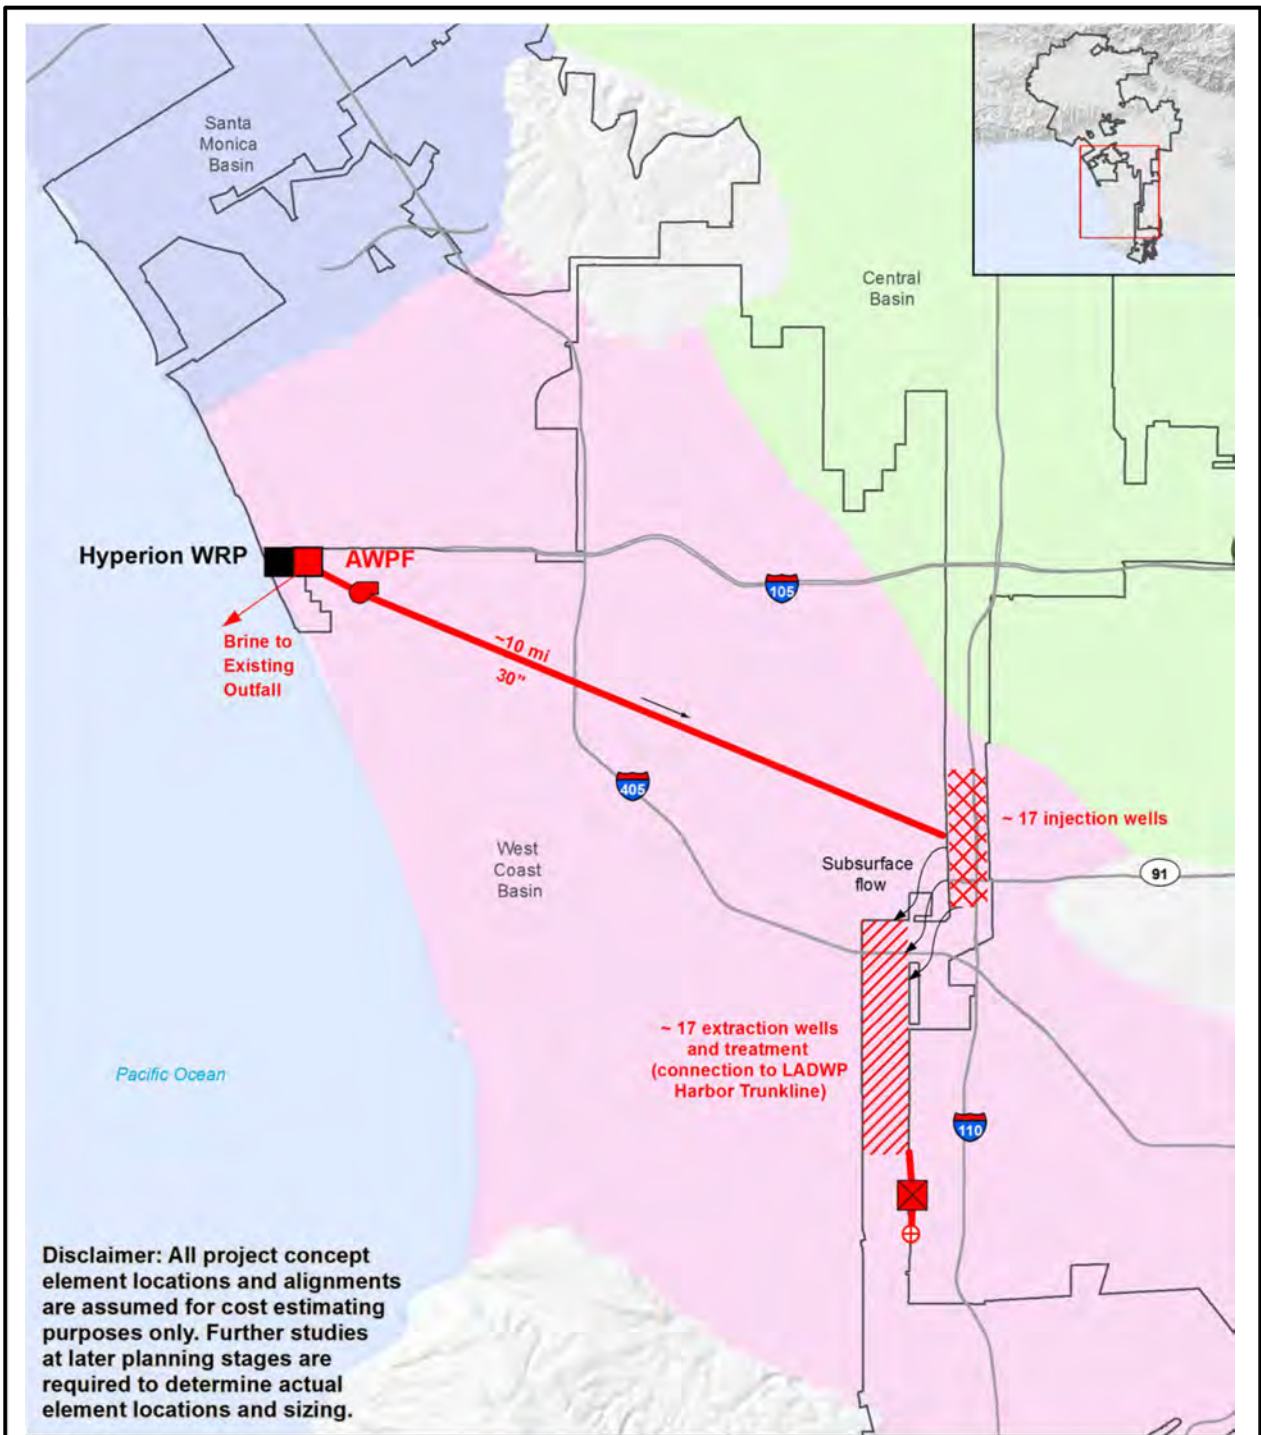 Santa
Monica
Basin
Central
Basin
Hyperion WRP
AWPF
105
Brine to
Existing
Outfall
~10 mi
30"
405
~ 17 injection wells
West
Coast
Basin
Subsurface
flow
91
~ 17 extraction wells
and treatment
(connection to LADWP
Harbor Trunkline)
Pacific Ocean
110
Disclaimer: All project concept
element locations and alignments
are assumed for cost estimating
purposes only. Further studies
at later planning stages are
required to determine actual
element locations and sizing.